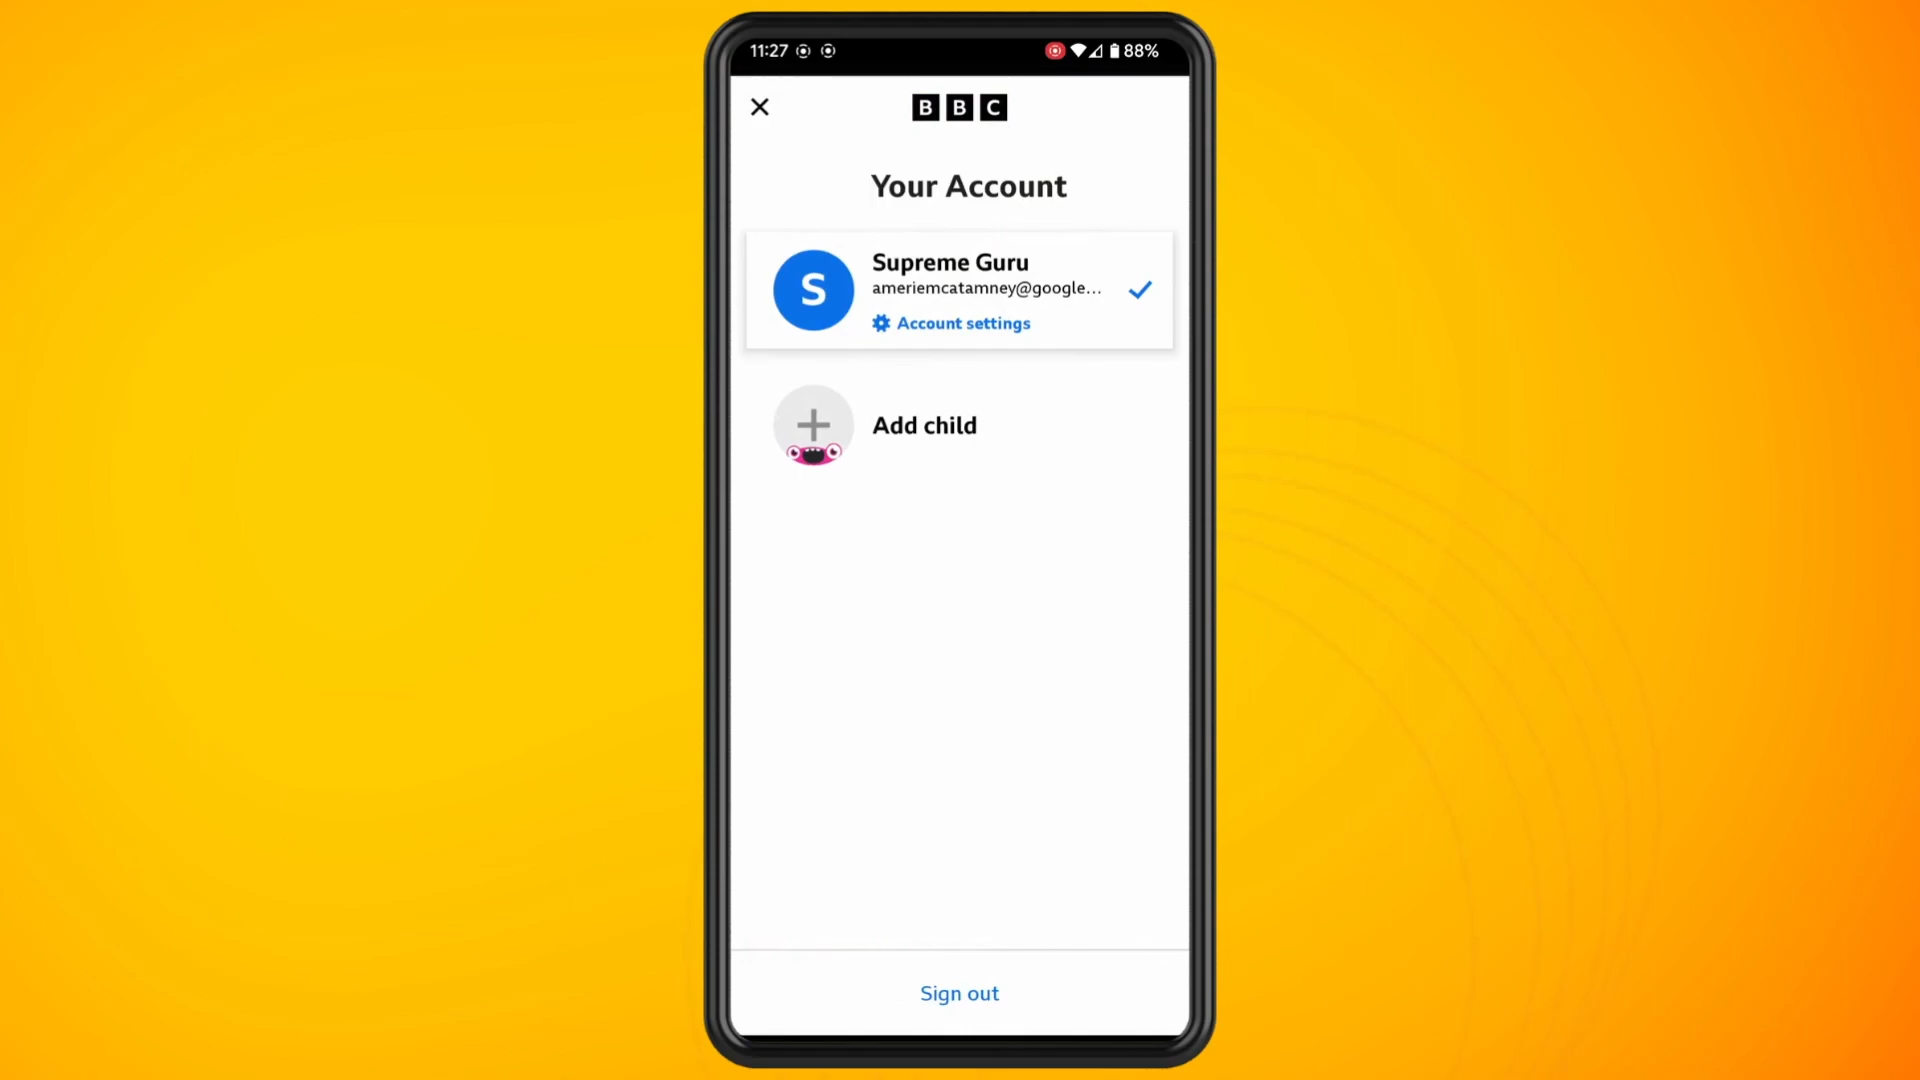 11:27
88%
BBC
Your Account
S
Supreme Guru
ameriemcatamney@google...
Account settings
Add child
Sign out